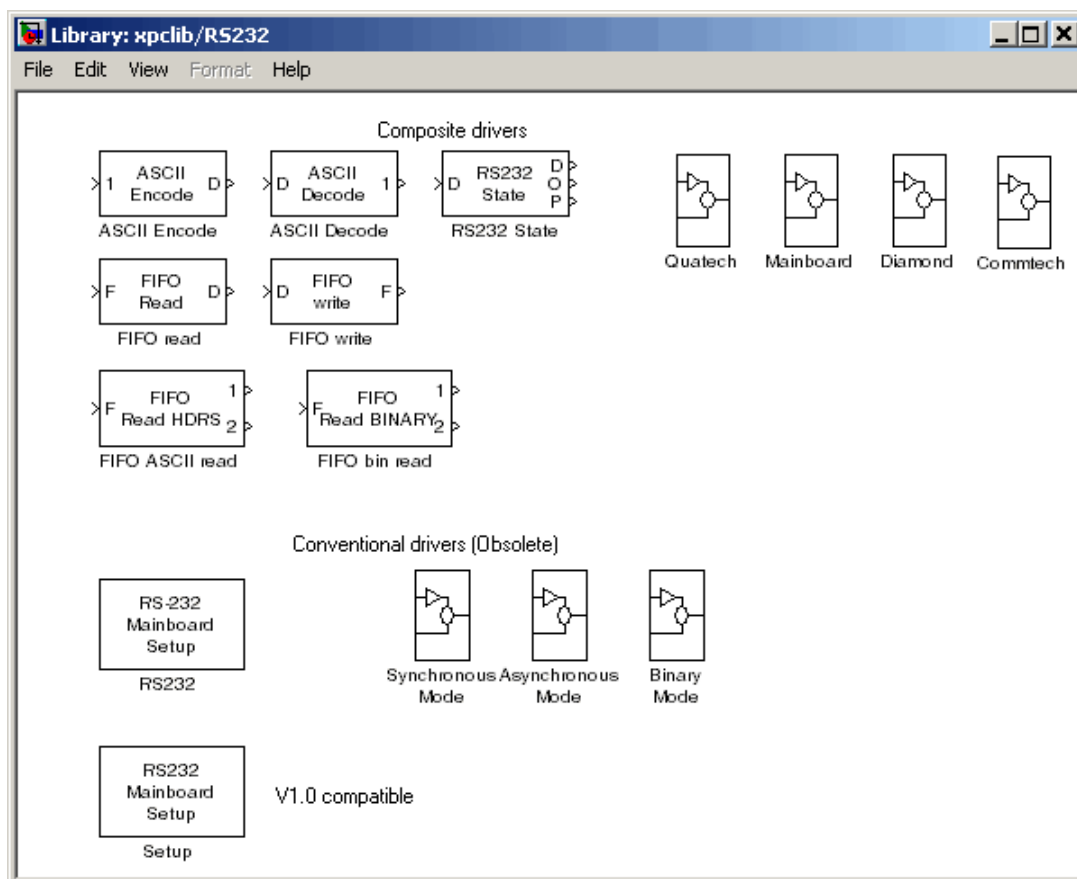 Library: xpclib/RS232
File Edit View Format Help
Composite drivers
1 ASCII Encode D
ASCII Encode
D ASCII Decode 1
ASCII Decode
D RS232 State D O P
RS232 State
Quatech
Mainboard
Diamond
Commtech
F FIFO Read D
FIFO read
D FIFO write F
FIFO write
F FIFO Read HDRS 1 2
FIFO ASCII read
F FIFO Read BINARY 1 2
FIFO bin read
Conventional drivers (Obsolete)
RS-232
Mainboard
Setup
RS232
Synchronous
Mode
Asynchronous
Mode
Binary
Mode
RS232
Mainboard
Setup
Setup
V1.0 compatible